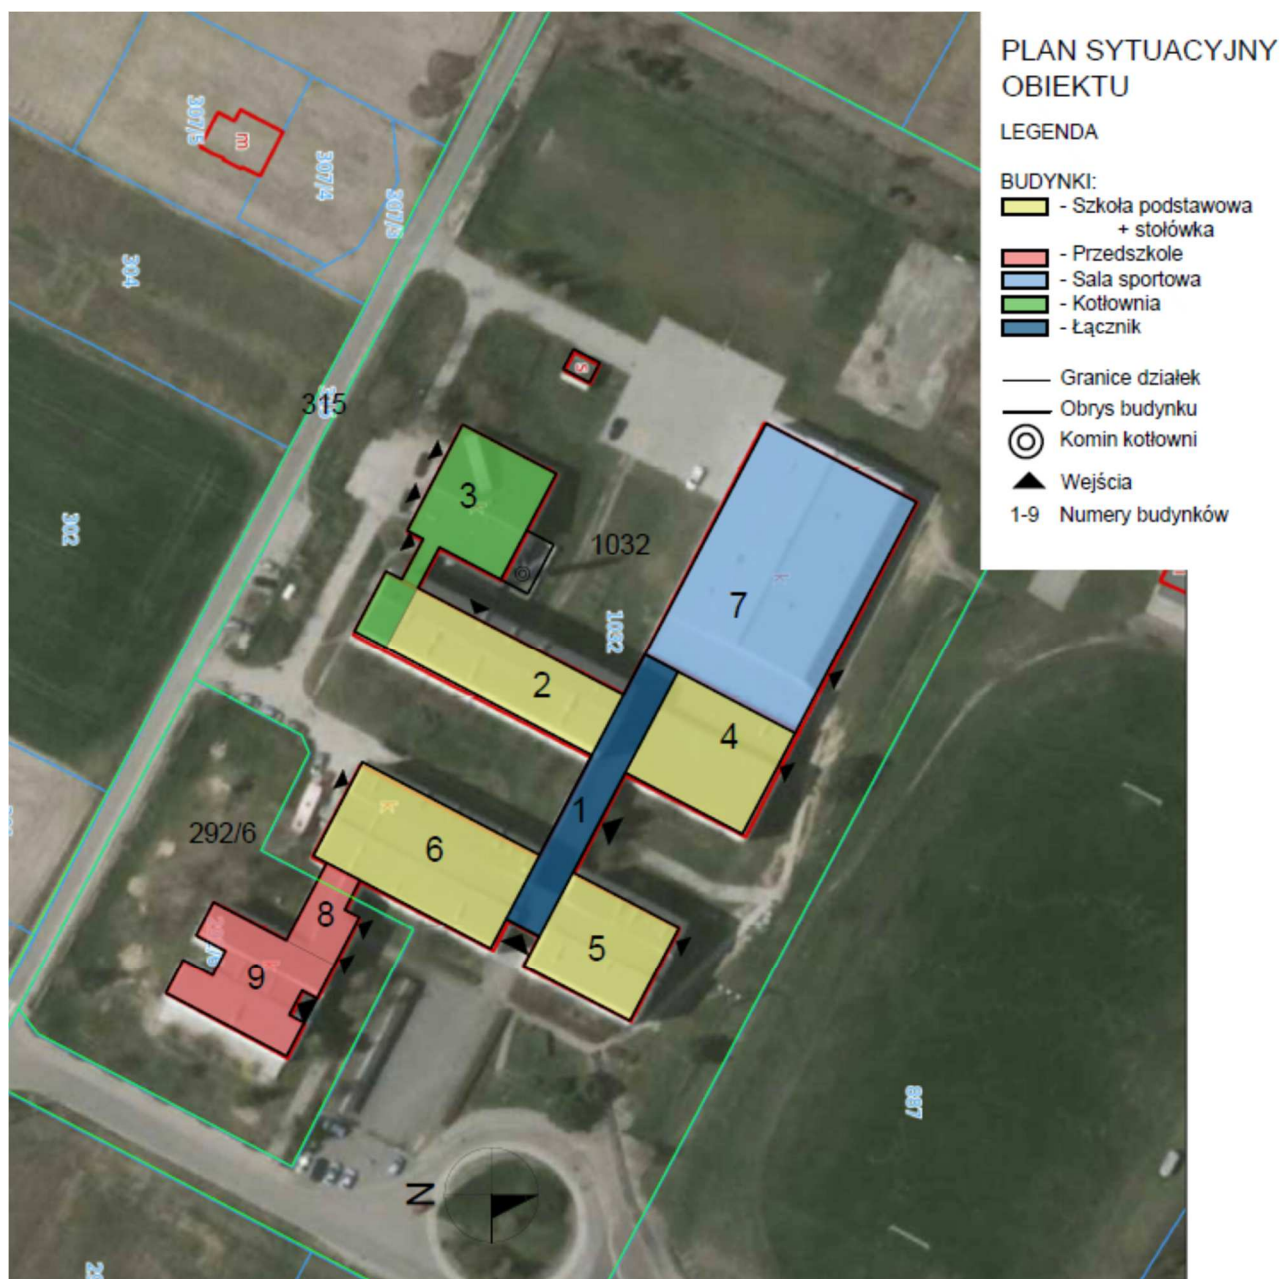 PLAN SYTUACYJNY
OBIEKTU
LEGENDA
BUDYNKI:
- Szkoła podstawowa
+ stołówka
- Przedszkole
- Sala sportowa
- Kotłownia
- Łącznik
Granice działek
Obrys budynku
Komin kotłowni
Wejścia
1-9 Numery budynków
307/5
m
307/4
307/3
304
315
s
302
3
1032
1032
7
k
2
4
1
k
6
292/6
8
5
9
k
887
N